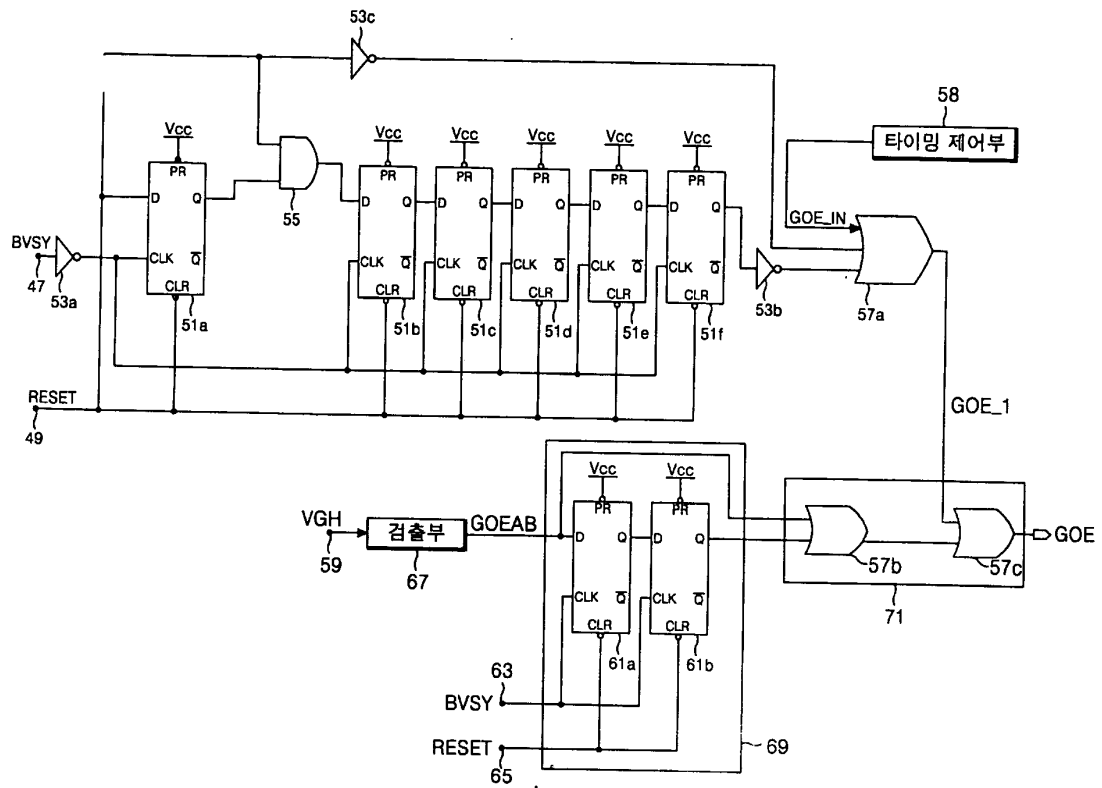 53c
58
타이밍 제어부
Vcc
Vcc Vcc Vcc Vcc Vcc
PR
PR PR PR PR PR
55
D Q
D Q D Q D Q D Q D Q
GOE_IN
BVSY
47
53a
CLK Q̅
CLK Q̅ CLK Q̅ CLK Q̅ CLK Q̅ CLK Q̅
CLR
CLR CLR CLR CLR CLR
51a
51b 51c 51d 51e 51f
53b
57a
RESET
49
GOE_1
Vcc Vcc
VGH
59
검출부
67
GOEAB
PR PR
D Q D Q
CLK Q̅ CLK Q̅
CLR CLR
61a 61b
57b 57c
GOE
71
63
BVSY
RESET
65
69